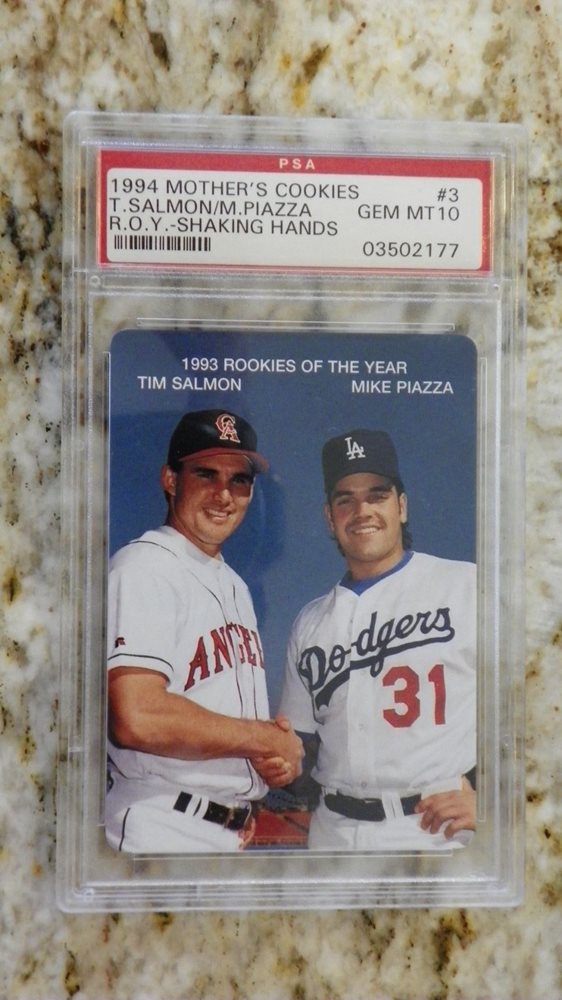 PSA
1994 MOTHER'S COOKIES #3
T.SALMON/M.PIAZZA GEM MT10
R.O.Y.-SHAKING HANDS
03502177
1993 ROOKIES OF THE YEAR
TIM SALMON MIKE PIAZZA
CA
LA
ANGEL
Dodgers
31